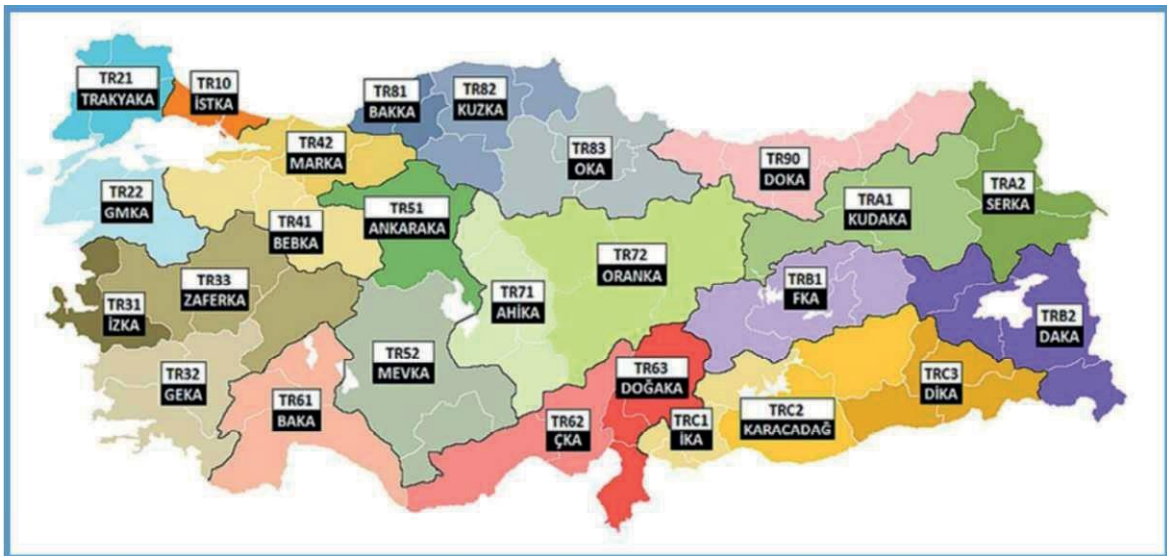 TR21
TRAKYAKA
TR10
İSTKA
TR81
BAKKA
TR82
KUZKA
TR42
MARKA
TR83
OKA
TR90
DOKA
TRA2
SERKA
TR22
GMKA
TR51
ANKARAKA
TRA1
KUDAKA
TR41
BEBKA
TR72
ORANKA
TR33
ZAFERKA
TR71
AHİKA
TRB1
FKA
TR31
İZKA
TRB2
DAKA
TR52
MEVKA
TR32
GEKA
TR63
DOĞAKA
TRC3
DİKA
TR61
BAKA
TRC2
KARACADAĞ
TR62
ÇKA
TRC1
İKA